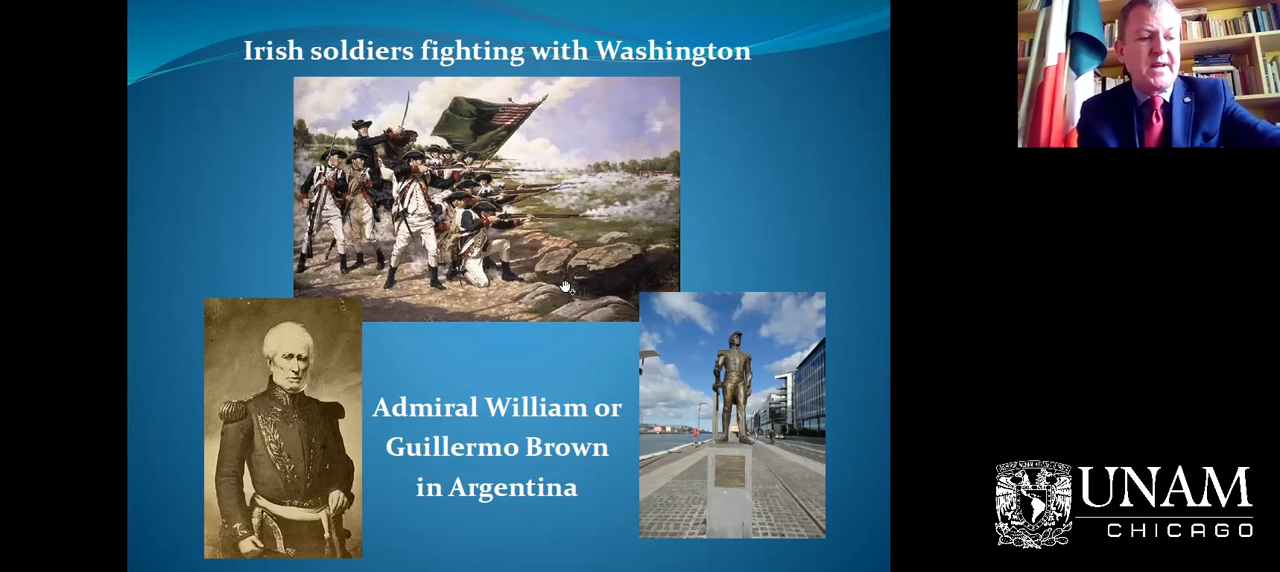 Irish soldiers fighting with Washington
Admiral William or
Guillermo Brown
in Argentina
UNAM
CHICAGO